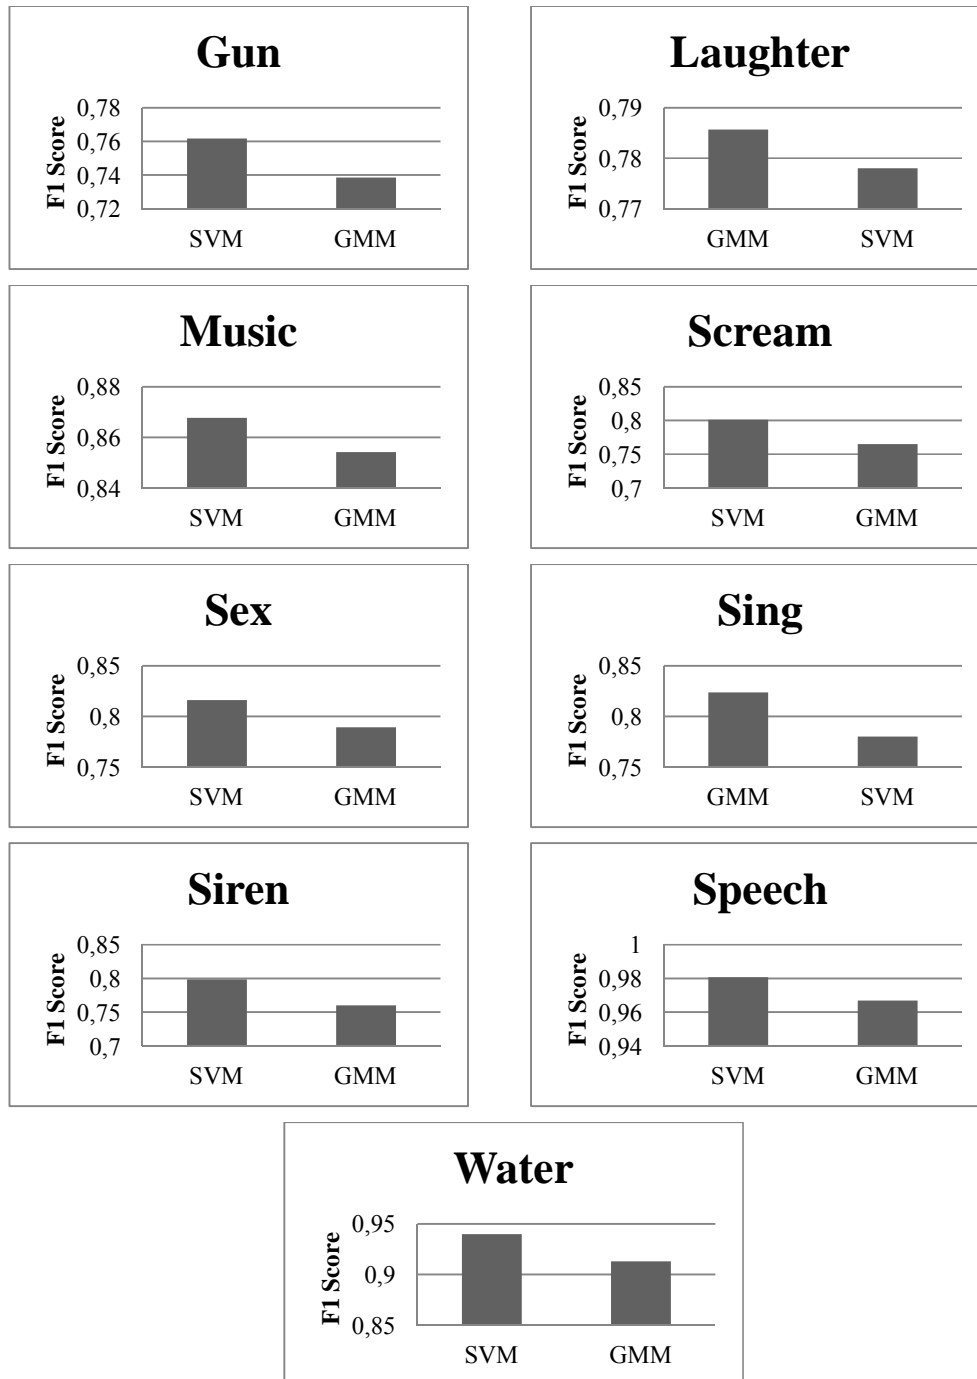 Gun
F1 Score
0,78
0,76
0,74
0,72
SVM GMM
Laughter
F1 Score
0,79
0,78
0,77
GMM SVM
Music
F1 Score
0,88
0,86
0,84
SVM GMM
Scream
F1 Score
0,85
0,8
0,75
0,7
SVM GMM
Sex
F1 Score
0,85
0,8
0,75
SVM GMM
Sing
F1 Score
0,85
0,8
0,75
GMM SVM
Siren
F1 Score
0,85
0,8
0,75
0,7
SVM GMM
Speech
F1 Score
1
0,98
0,96
0,94
SVM GMM
Water
F1 Score
0,95
0,9
0,85
SVM GMM